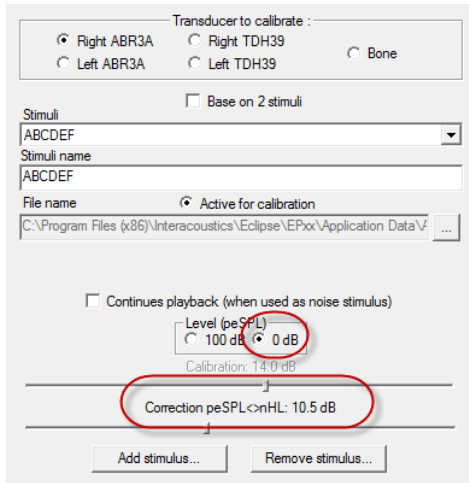 Transducer to calibrate :
Right ABR3A Right TDH39 Bone
Left ABR3A Left TDH39
Base on 2 stimuli
Stimuli
ABCDEF
Stimuli name
ABCDEF
File name Active for calibration
C:\Program Files (x86)\Interacoustics\Eclipse\EPxx\Application Data\A ...
Continues playback (when used as noise stimulus)
Level (peSPL)
100 dB 0 dB
Calibration: 14.0 dB
Correction peSPL<>nHL: 10.5 dB
Add stimulus... Remove stimulus...